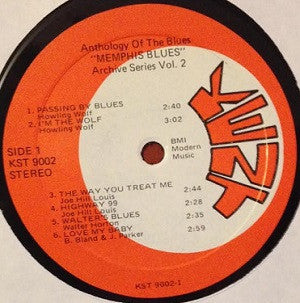 Anthology Of The Blues
"MEMPHIS BLUES"
Archive Series Vol. 2
1. PASSING BY BLUES 2:40
Howling Wolf
2. I'M THE WOLF 3:02
Howling Wolf
SIDE 1
KST 9002
STEREO
BMI
Modern
Music
KENT
3. THE WAY YOU TREAT ME 2:44
Joe Hill Louis
4. HIGHWAY 99 2:28
Joe Hill Louis
5. WALTER'S BLUES 2:35
Walter Horton
6. LOVE MY BABY 2:59
B. Bland & J. Parker
KST 9002-1